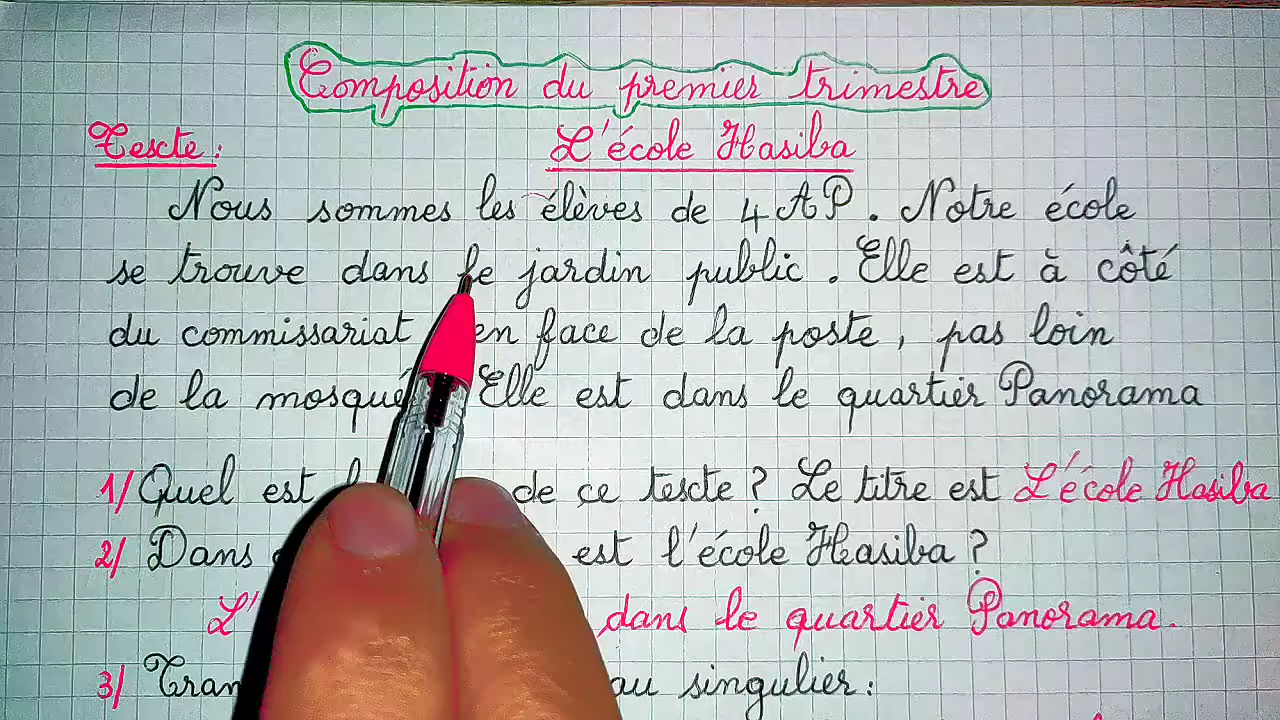 Composition du premier trimestre
Texte : L'école Hasiba
Nous sommes les élèves de 4 AP. Notre école
se trouve dans le jardin public. Elle est à côté
du commissariat en face de la poste, pas loin
de la mosquée Elle est dans le quartier Panorama
1/ Quel est de ce texte ? Le titre est L'école Hasiba
2/ Dans est l'école Hasiba ?
L' dans le quartier Panorama.
3/ au singulier :